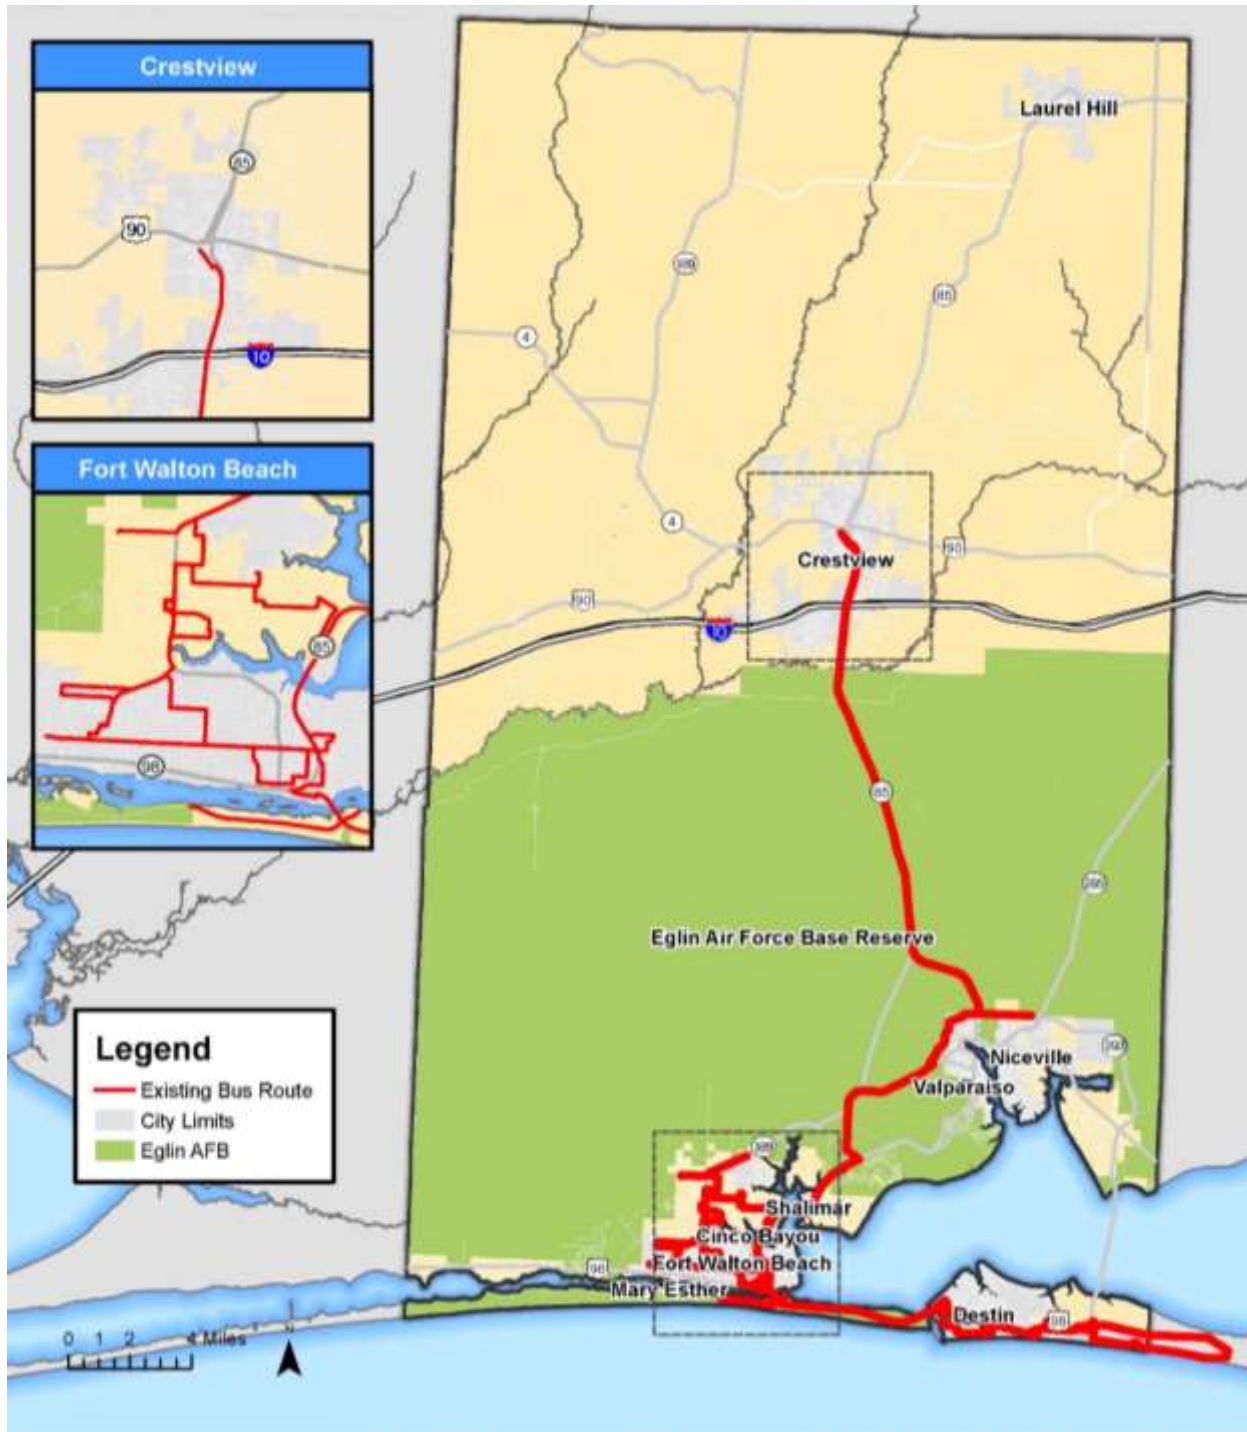 Crestview
85
90
10
Fort Walton Beach
85
98
Laurel Hill
189
4
85
4
Crestview
90
90
10
85
285
Eglin Air Force Base Reserve
Niceville
Valparaiso
Legend
Existing Bus Route
City Limits
Eglin AFB
Shalimar
Cinco Bayou
Fort Walton Beach
98
Mary Esther
Destin
98
0 1 2 4 Miles